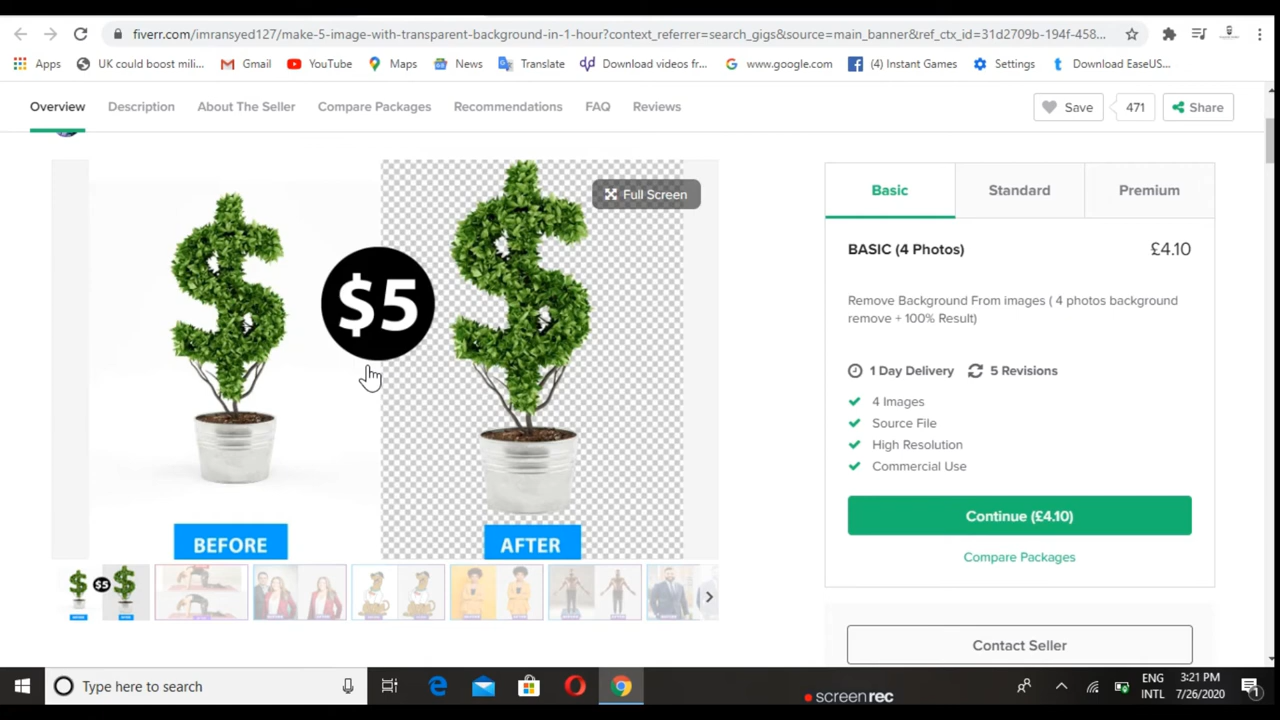 fiverr.com/imransyed127/make-5-image-with-transparent-background-in-1-hour?context_referrer=search_gigs&source=main_banner&ref_ctx_id=31d2709b-194f-458...
Apps UK could boost mili... Gmail YouTube Maps News Translate Download videos f... www.google.com (4) Instant Games Settings Download EaseUS...
Overview Description About The Seller Compare Packages Recommendations FAQ Reviews Save 471 Share
Full Screen
$5
BEFORE AFTER
Basic Standard Premium
BASIC (4 Photos) £4.10
Remove Background From images ( 4 photos background
remove + 100% Result)
1 Day Delivery 5 Revisions
4 Images
Source File
High Resolution
Commercial Use
Continue (£4.10)
Compare Packages
$5
Contact Seller
Type here to search
screenrec
ENG
INTL
3:21 PM
7/26/2020
1